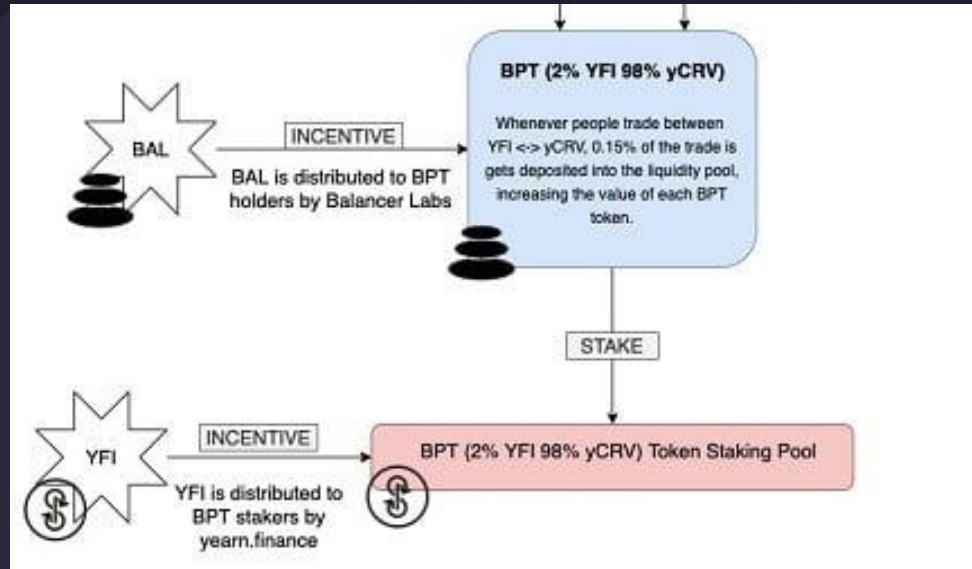 BPT (2% YFI 98% yCRV)
Whenever people trade between
YFI <-> yCRV, 0.15% of the trade is
gets deposited into the liquidity pool,
increasing the value of each BPT
token.
BAL
INCENTIVE
BAL is distributed to BPT
holders by Balancer Labs
STAKE
YFI
INCENTIVE
YFI is distributed to
BPT stakers by
yearn.finance
BPT (2% YFI 98% yCRV) Token Staking Pool